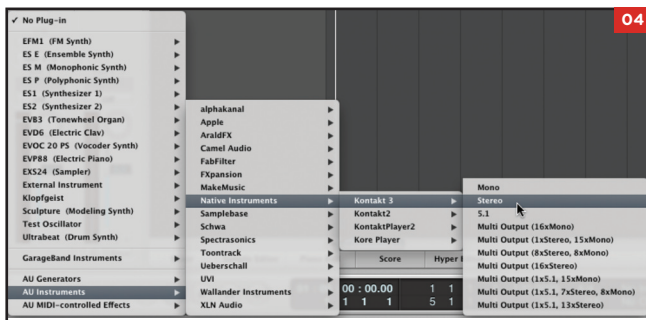 04
✓ No Plug-in
EFM1 (FM Synth)
ES E (Ensemble Synth)
ES M (Monophonic Synth)
ES P (Polyphonic Synth)
ES1 (Synthesizer 1)
ES2 (Synthesizer 2)
EVB3 (Tonewheel Organ)
EVD6 (Electric Clav)
EVOC 20 PS (Vocoder Synth)
EVP88 (Electric Piano)
EXS24 (Sampler)
External Instrument
Klopfgeist
Sculpture (Modeling Synth)
Test Oscillator
Ultrabeat (Drum Synth)
GarageBand Instruments
AU Generators
AU Instruments
AU MIDI-controlled Effects
alphakanal
Apple
AraldFX
Camel Audio
FabFilter
FXpansion
MakeMusic
Native Instruments
Samplebase
Schwa
Spectrasonics
Toontrack
Ueberschall
UVI
Wallander Instruments
XLN Audio
Kontakt 3
Kontakt2
KontaktPlayer2
Kore Player
Mono
Stereo
5.1
Multi Output (16xMono)
Multi Output (1xStereo, 15xMono)
Multi Output (8xStereo, 8xMono)
Multi Output (16xStereo)
Multi Output (1x5.1, 15xMono)
Multi Output (1x5.1, 7xStereo, 8xMono)
Multi Output (1x5.1, 13xStereo)
Score
Hyper
00 : 00.00
1 1
1 1 1
5 1